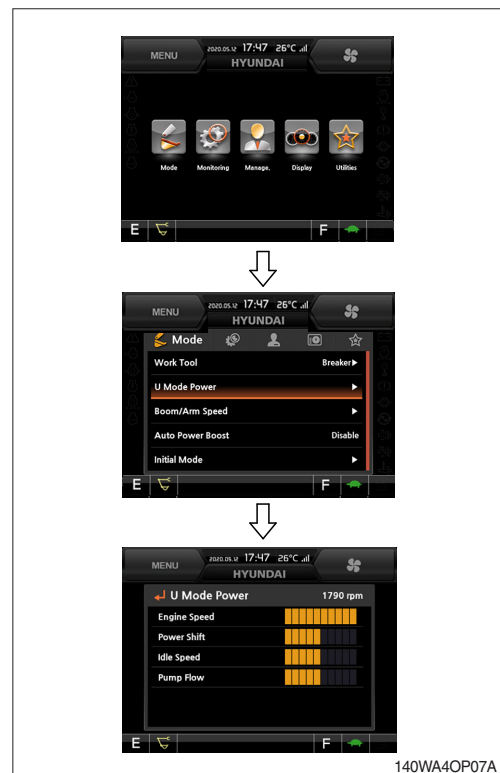 MENU 2020.05.12 17:47 26°C .ıl
HYUNDAI
Mode Monitoring Manage. Display Utilities
E F
MENU 2020.05.12 17:47 26°C .ıl
HYUNDAI
Mode
Work Tool Breaker▶
U Mode Power ▶
Boom/Arm Speed ▶
Auto Power Boost Disable
Initial Mode ▶
E F
MENU 2020.05.12 17:47 26°C .ıl
HYUNDAI
U Mode Power 1790 rpm
Engine Speed
Power Shift
Idle Speed
Pump Flow
E F
140WA4OP07A